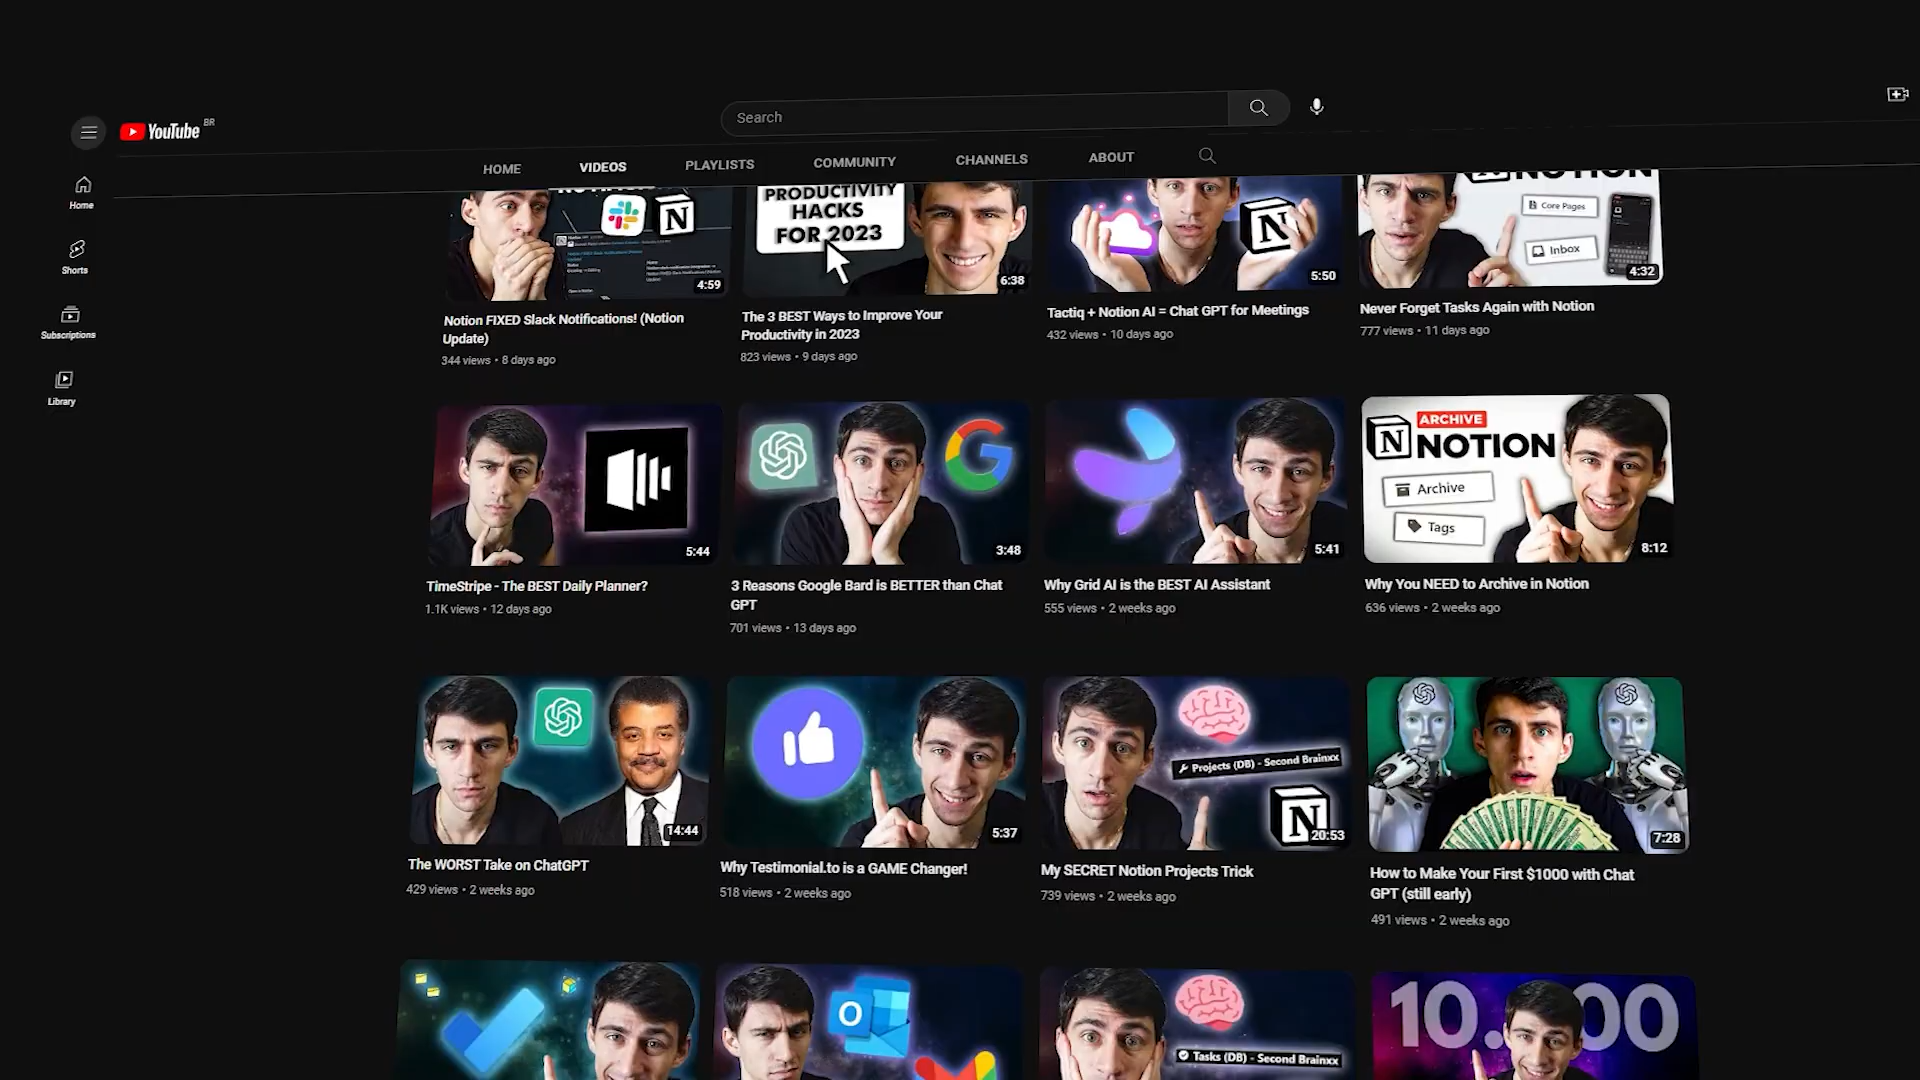 Search
YouTube BR
HOME
VIDEOS
PLAYLISTS
COMMUNITY
CHANNELS
ABOUT
Home
Shorts
Subscriptions
Library
4:59
PRODUCTIVITY
HACKS
FOR 2023
6:38
5:50
NOTION
Core Pages
Inbox
4:32
Notion FIXED Slack Notifications! (Notion
Update)
344 views • 8 days ago
The 3 BEST Ways to Improve Your
Productivity in 2023
823 views • 9 days ago
Tactiq + Notion AI = Chat GPT for Meetings
432 views • 10 days ago
Never Forget Tasks Again with Notion
777 views • 11 days ago
5:44
3:48
5:41
ARCHIVE
NOTION
Archive
Tags
8:12
TimeStripe - The BEST Daily Planner?
1.1K views • 12 days ago
3 Reasons Google Bard is BETTER than Chat
GPT
701 views • 13 days ago
Why Grid AI is the BEST AI Assistant
555 views • 2 weeks ago
Why You NEED to Archive in Notion
636 views • 2 weeks ago
14:44
5:37
Projects (DB) - Second Brainxx
20:53
7:28
The WORST Take on ChatGPT
429 views • 2 weeks ago
Why Testimonial.to is a GAME Changer!
518 views • 2 weeks ago
My SECRET Notion Projects Trick
739 views • 2 weeks ago
How to Make Your First $1000 with Chat
GPT (still early)
491 views • 2 weeks ago
Tasks (DB) - Second Brainxx